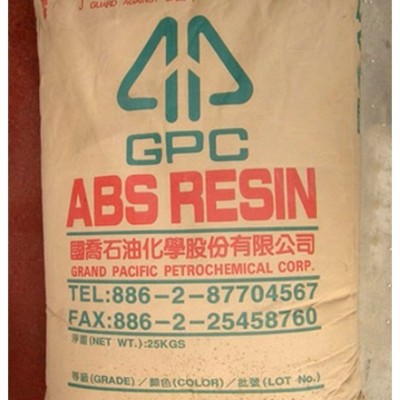 GUARD AGAINST
GPC
ABS RESIN
國喬石油化學股份有限公司
GRAND PACIFIC PETROCHEMICAL CORP.
TEL:886-2-87704567
FAX:886-2-25458760
淨重(NET WT.):25KGS
等級(GRADE)/顏色(COLOR)/批號(LOT No.)